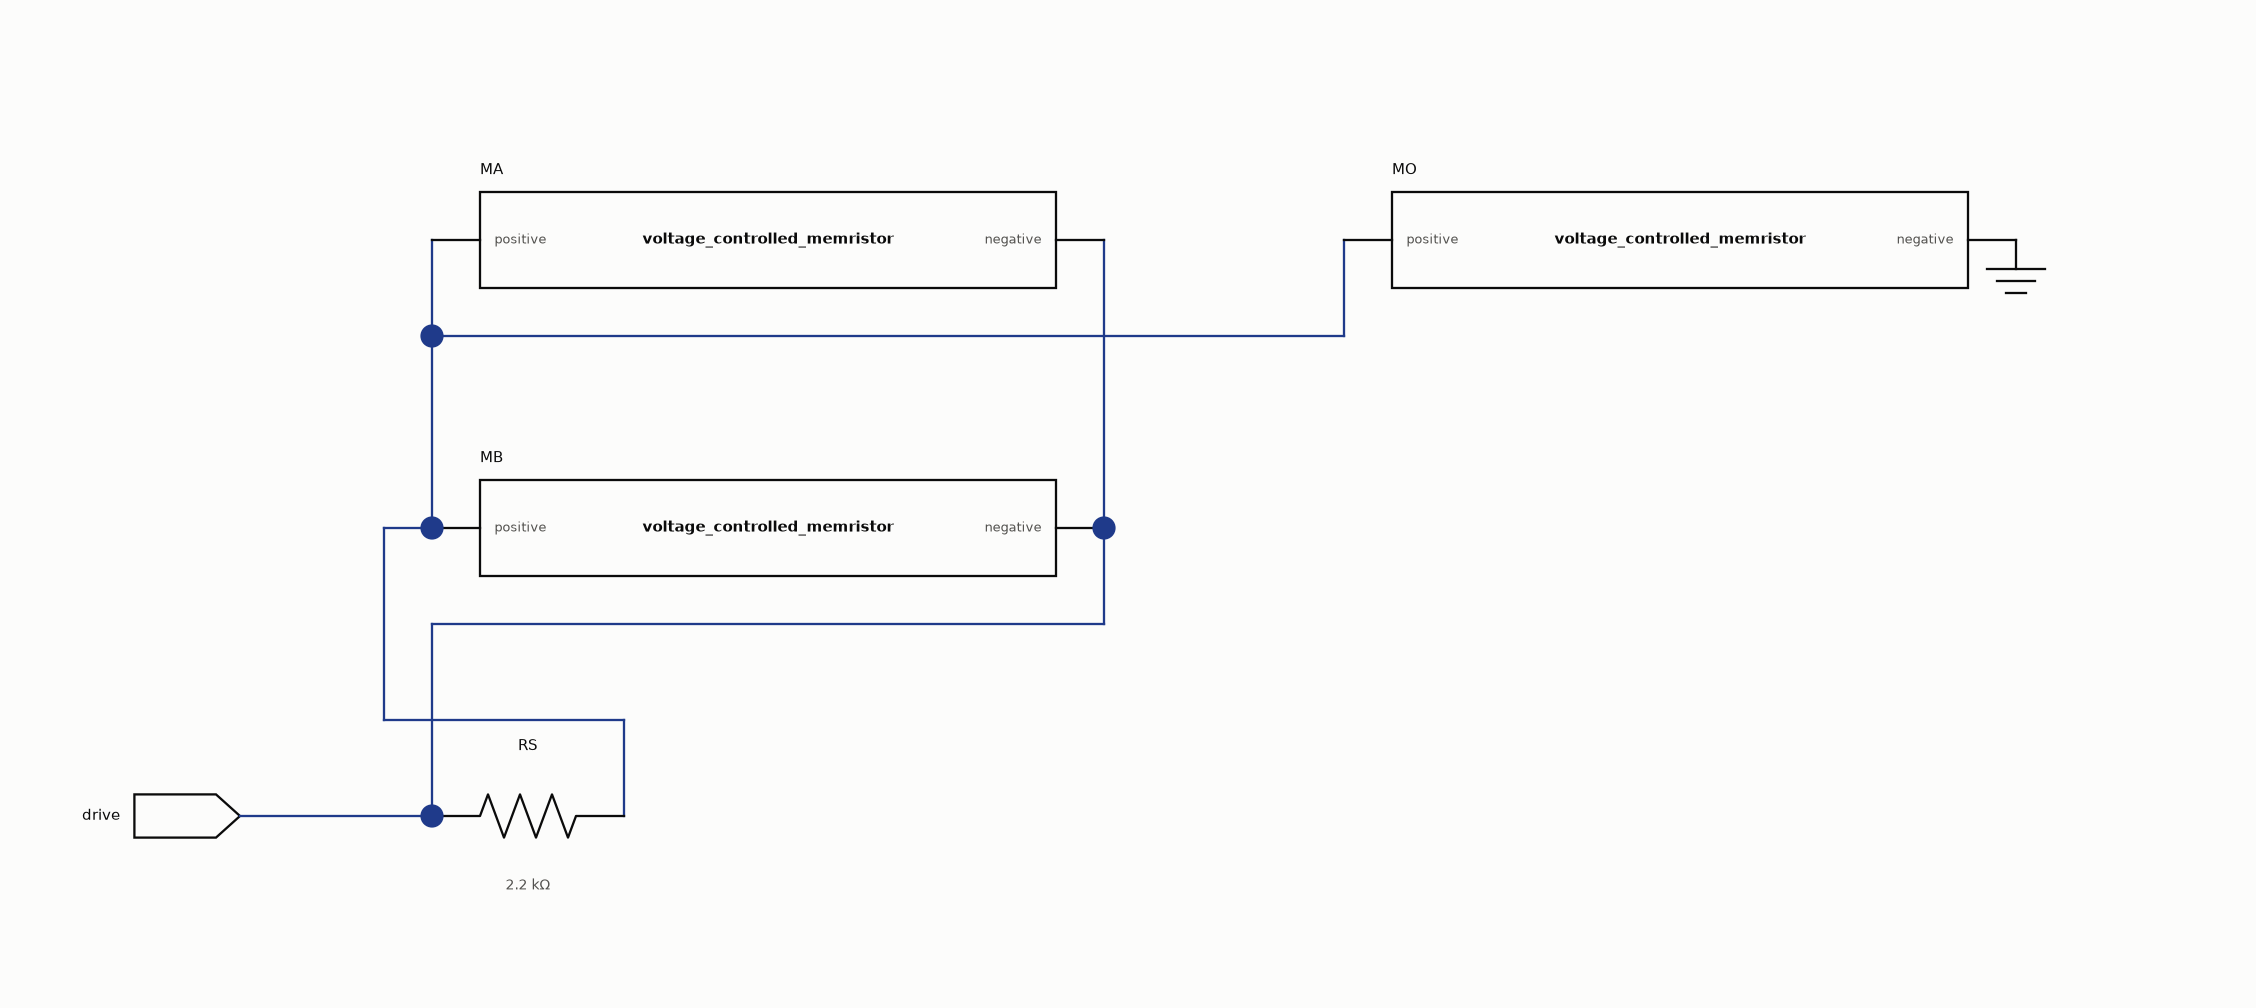 MA
positive voltage_controlled_memristor negative
MO
positive voltage_controlled_memristor negative
MB
positive voltage_controlled_memristor negative
RS
drive
2.2 kΩ